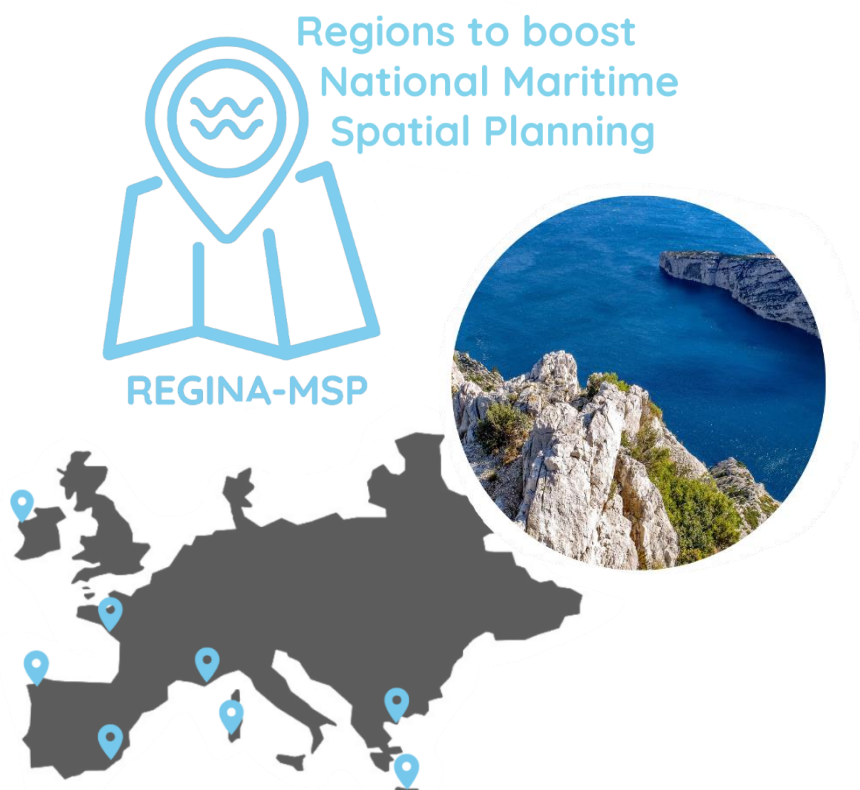 Regions to boost
National Maritime
Spatial Planning
REGINA-MSP